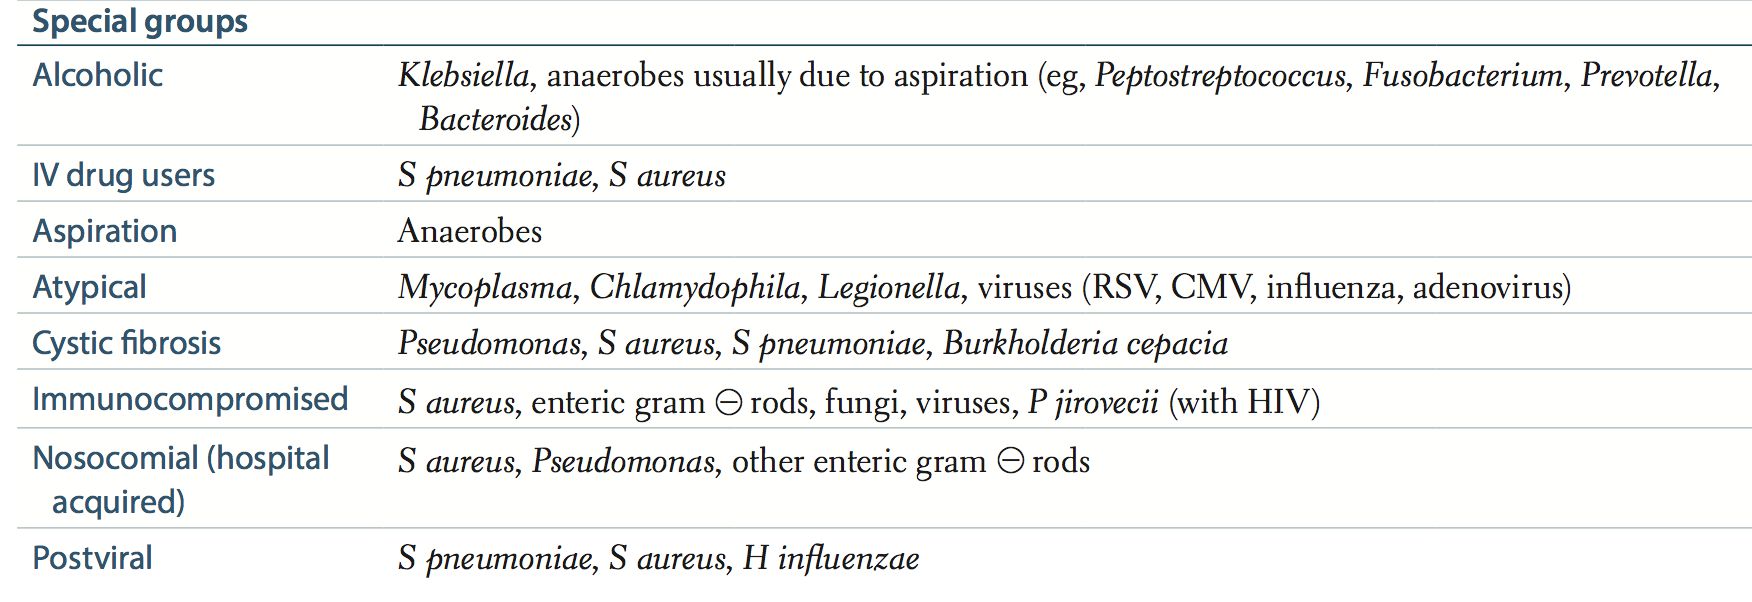 Special groups
Alcoholic Klebsiella, anaerobes usually due to aspiration (eg, Peptostreptococcus, Fusobacterium, Prevotella,
Bacteroides)
IV drug users S pneumoniae, S aureus
Aspiration Anaerobes
Atypical Mycoplasma, Chlamydophila, Legionella, viruses (RSV, CMV, influenza, adenovirus)
Cystic fibrosis Pseudomonas, S aureus, S pneumoniae, Burkholderia cepacia
Immunocompromised S aureus, enteric gram ⊖ rods, fungi, viruses, P jirovecii (with HIV)
Nosocomial (hospital S aureus, Pseudomonas, other enteric gram ⊖ rods
acquired)
Postviral S pneumoniae, S aureus, H influenzae